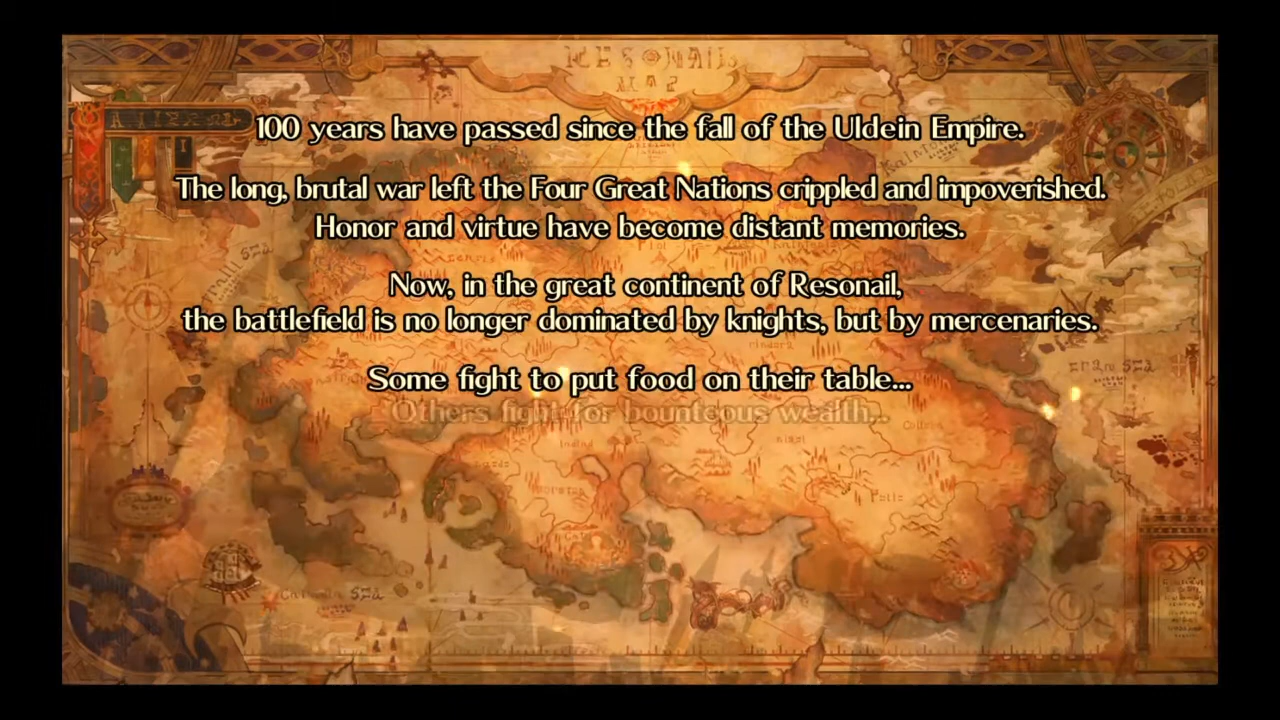 RESONAIL
MAP
100 years have passed since the fall of the Uldein Empire.
The long, brutal war left the Four Great Nations crippled and impoverished.
Honor and virtue have become distant memories.
Now, in the great continent of Resonail,
the battlefield is no longer dominated by knights, but by mercenaries.
Some fight to put food on their table...
Others fight for bounteous wealth...